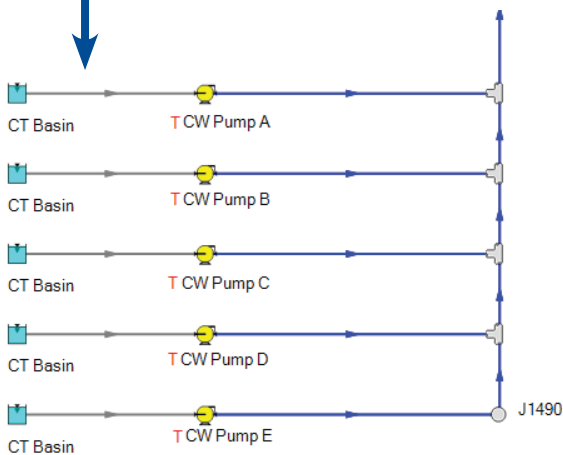 T CW Pump A
CT Basin
T CW Pump B
CT Basin
T CW Pump C
CT Basin
T CW Pump D
CT Basin
J1490
T CW Pump E
CT Basin